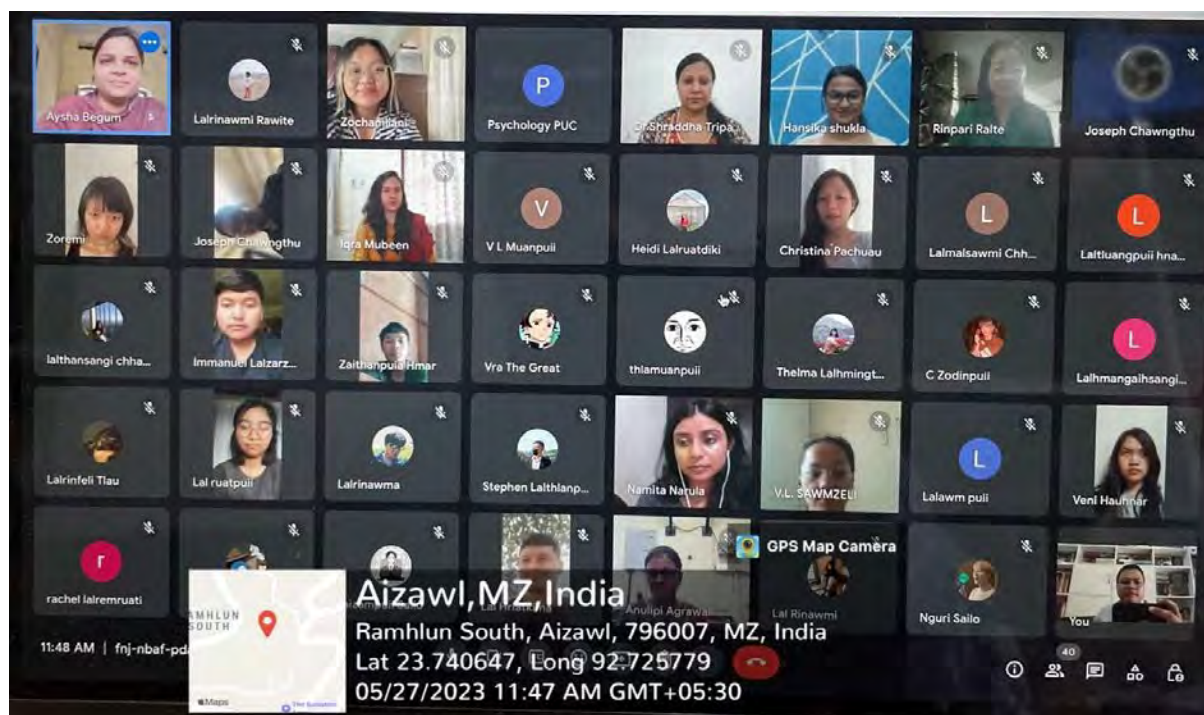 Aysha Begum
Lalrinawmi Rawite
Zochamliani
P
Psychology PUC
Dr.Shraddha Tripa...
Hansika shukla
Rinpari Ralte
Joseph Chawngthu
Zoremi
Joseph Chawngthu
Iqra Mubeen
V
V L Muanpuii
Heidi Lalruatdiki
Christina Pachuau
L
Lalmalsawmi Chh...
L
Laltluangpuii hna...
lalthansangi chha...
Immanuel Lalzarz...
Zaithanpuia Hmar
Vra The Great
thlamuanpuii
Thelma Lalhmingt...
C Zodinpuii
L
Lalhmangaihsangi...
Lalrinfeli Tlau
Lal ruatpuii
Lalrinawma
Stephen Lalthlanp...
Namita Narula
V.L. SAWMZELI
L
Lalawm puii
Veni Hauhnar
r
rachel lalremruati
Anulipi Agrawa
GPS Map Camera
Lal Rinawmi
Nguri Sailo
You
11:48 AM | fnj-nbaf-pd
40
SOUTH
Maps
Aizawl,MZ,India
Ramhlun South, Aizawl, 796007, MZ, India
Lat 23.740647, Long 92.725779
05/27/2023 11:47 AM GMT+05:30